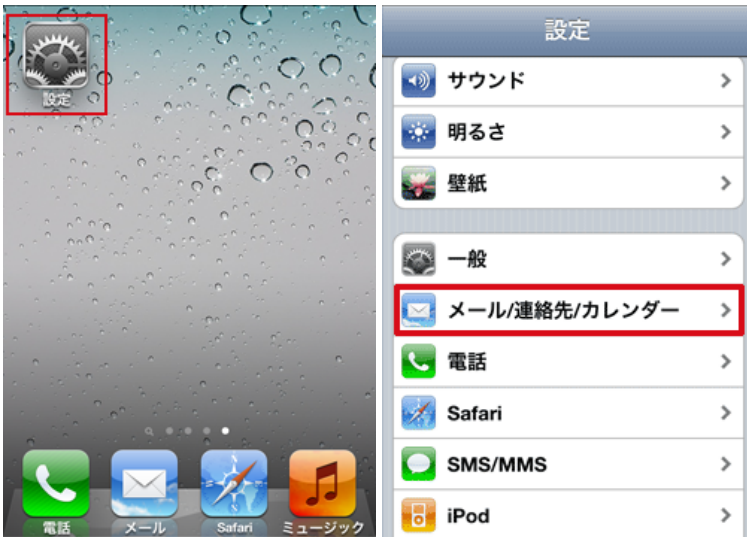 設定
電話
メール
Safari
ミュージック
設定
サウンド
明るさ
壁紙
一般
メール/連絡先/カレンダー
電話
Safari
SMS/MMS
iPod